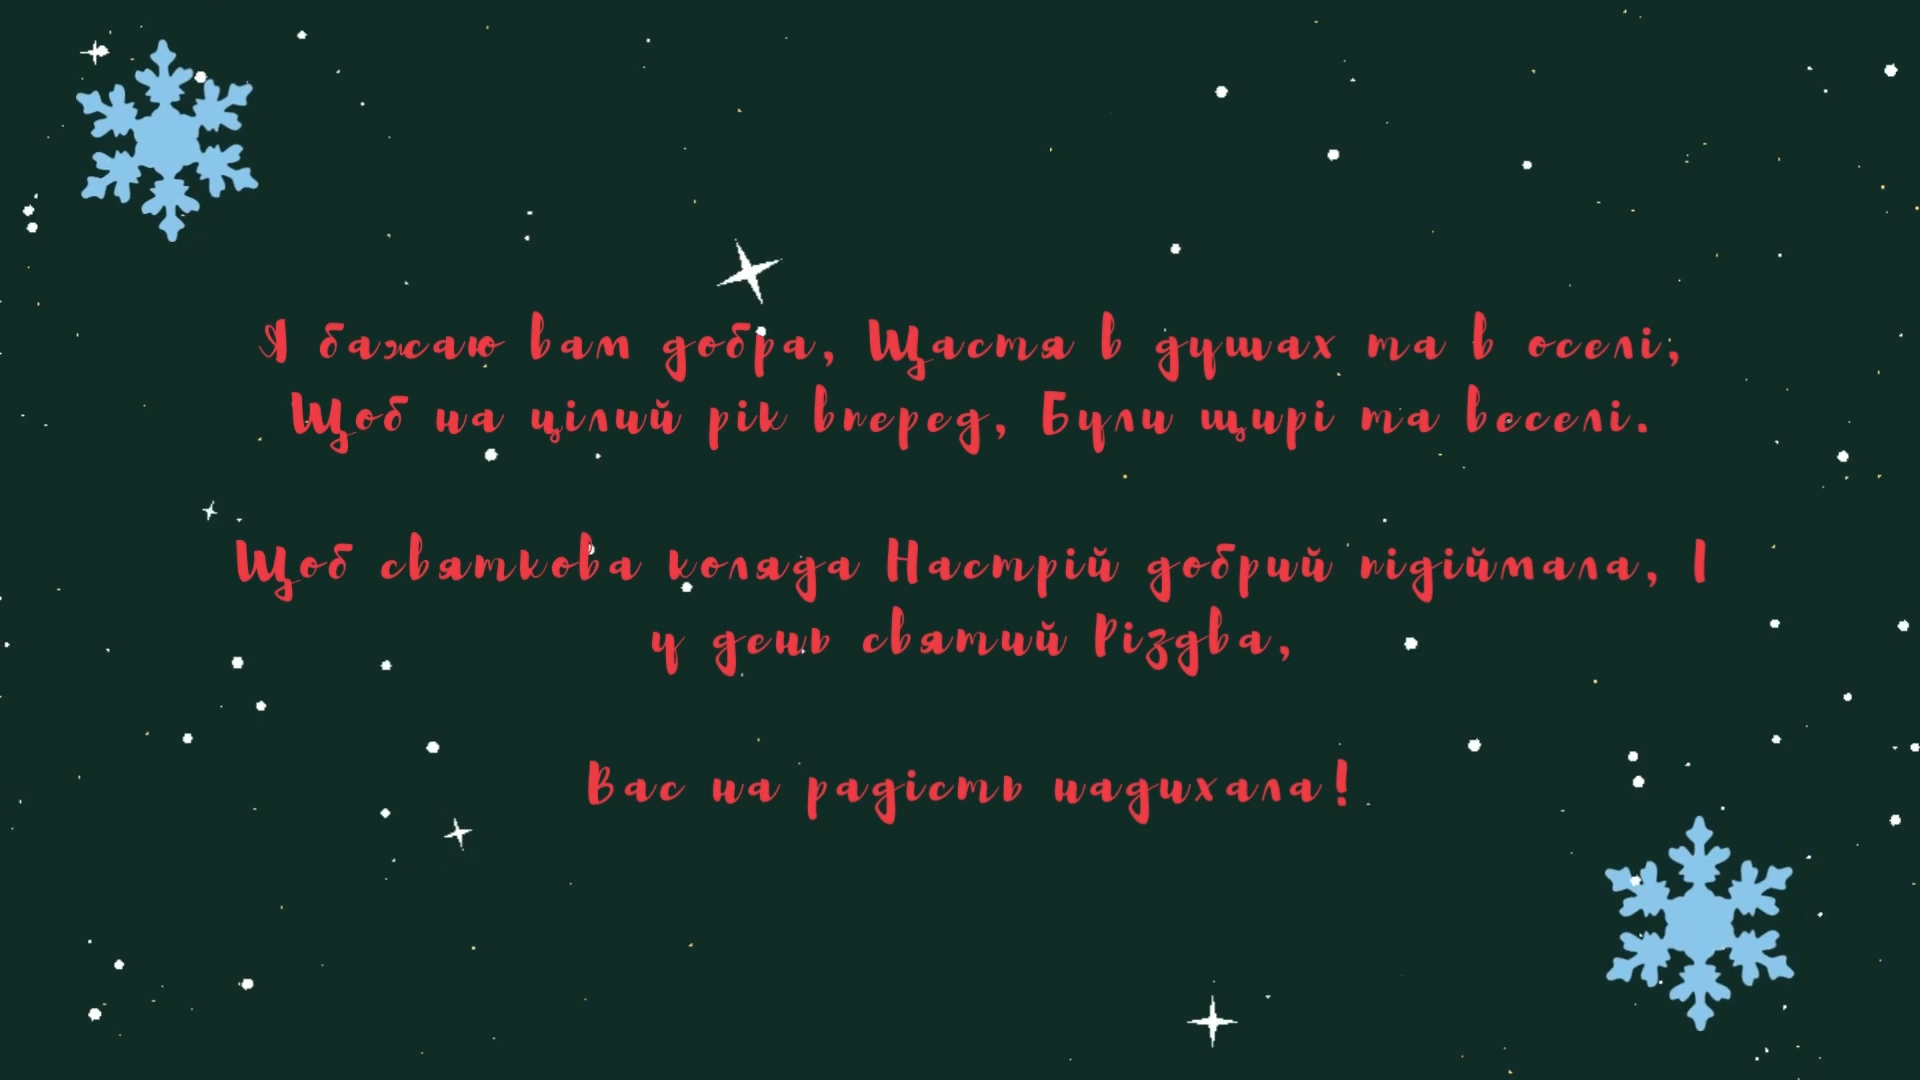 Я бажаю вам добра, Щастя в душах та в оселі,
Щоб на цілий рік вперед, Були щирі та веселі.
Щоб святкова коляда Настрій добрий підіймала, І
у день святий Різдва,
Вас на радість надихала!